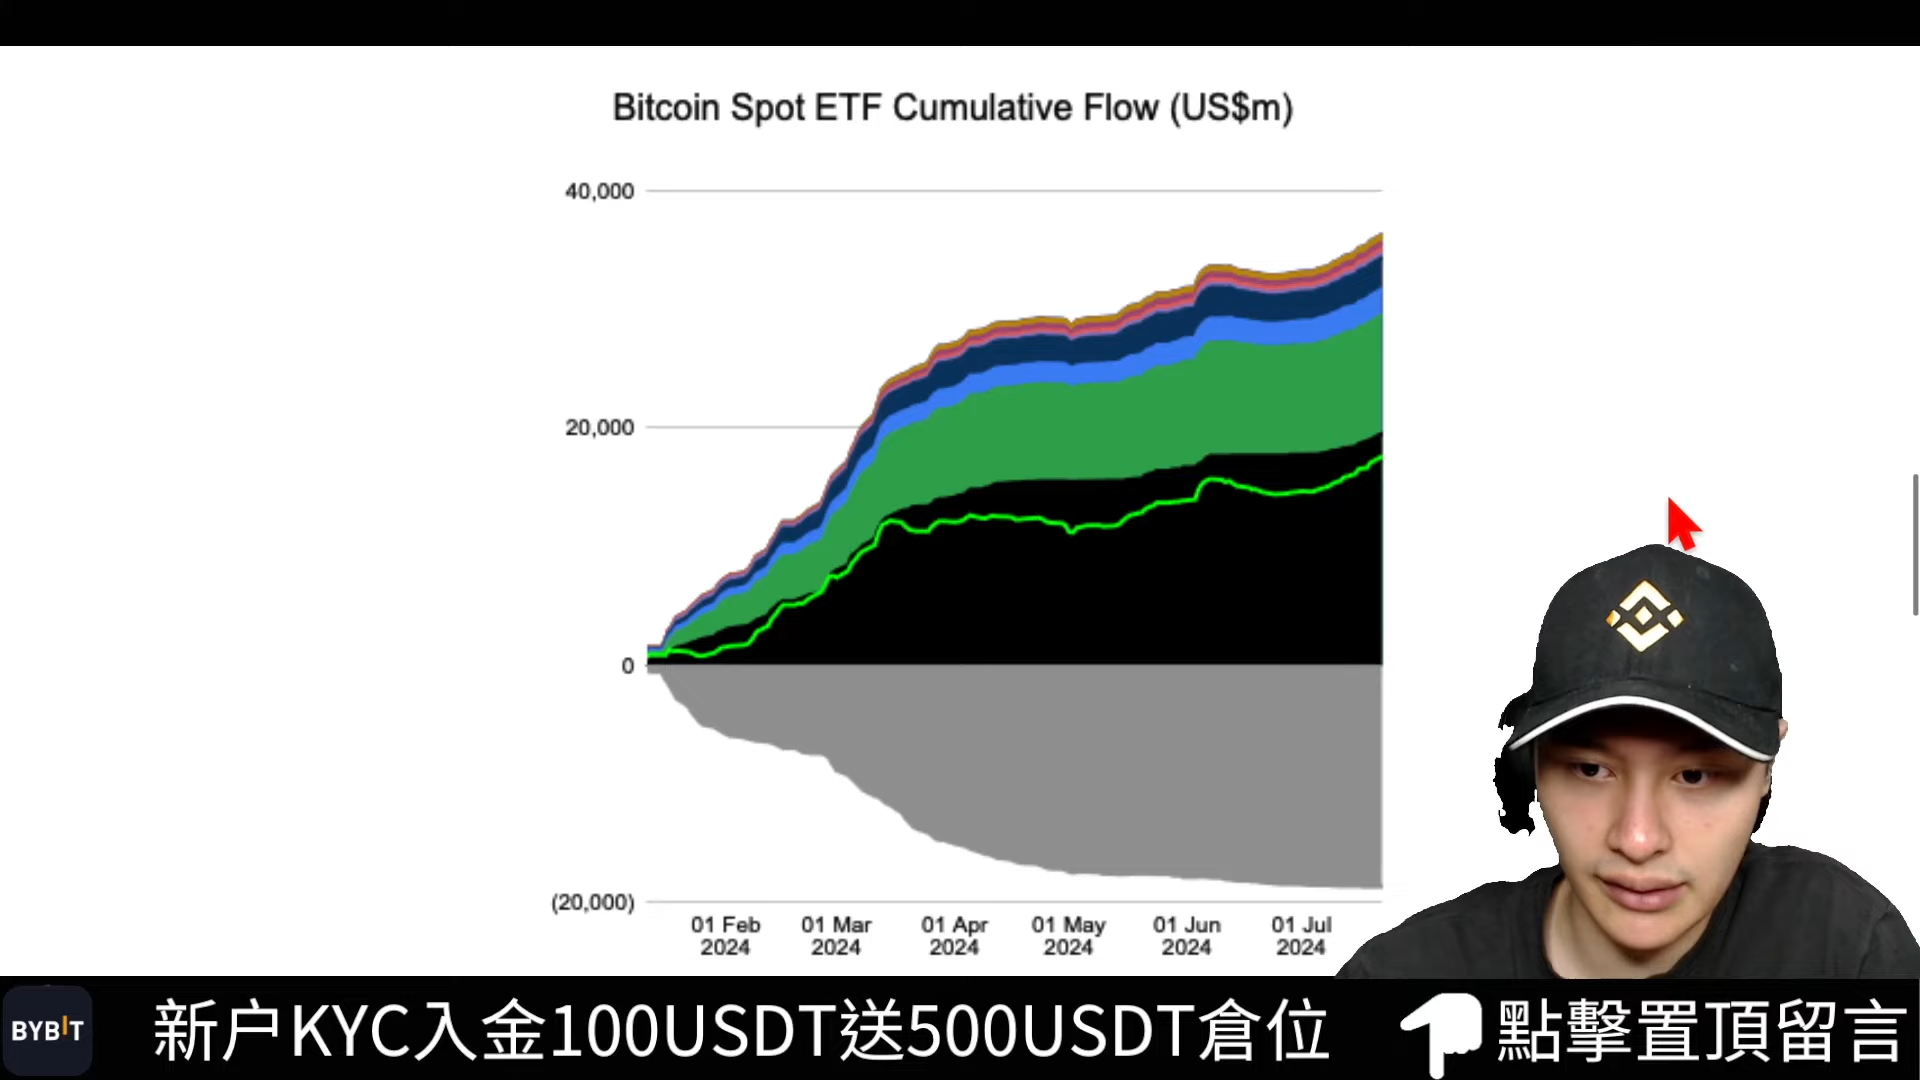 Bitcoin Spot ETF Cumulative Flow (US$m)
40,000
20,000
0
(20,000)
01 Feb 2024
01 Mar 2024
01 Apr 2024
01 May 2024
01 Jun 2024
01 Jul 2024
BYBIT
新户KYC入金100USDT送500USDT倉位
點擊置頂留言